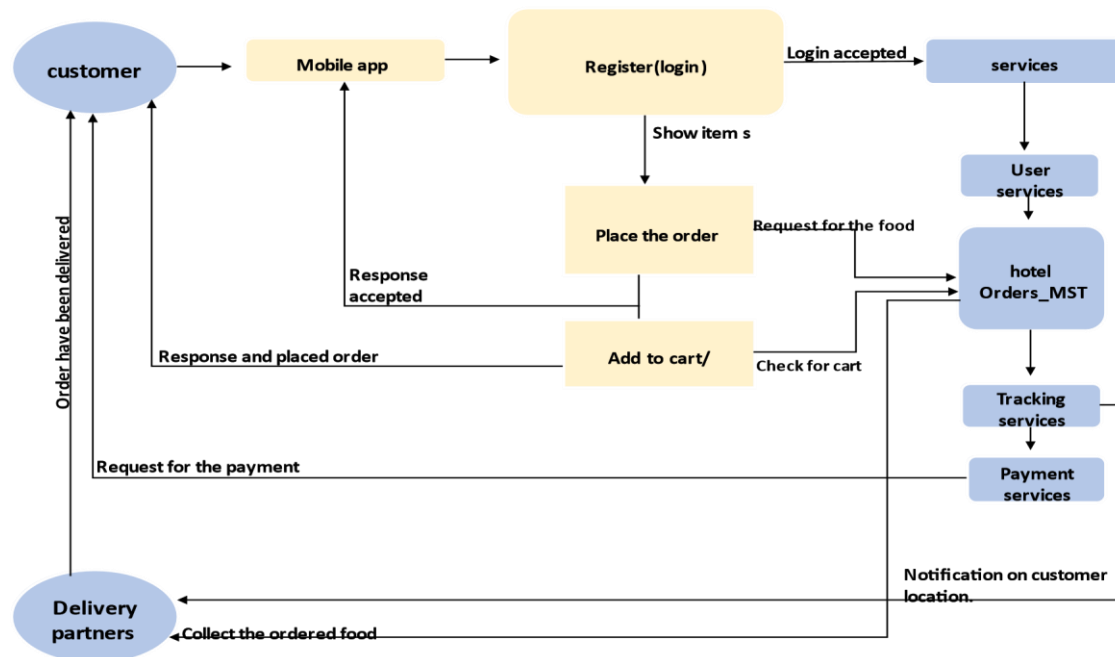 customer
Mobile app
Register(login )
Login accepted
services
Show item s
User
services
Place the order
Request for the food
hotel
Orders_MST
Response
accepted
Order have been delivered
Response and placed order
Add to cart/
Check for cart
Tracking
services
Request for the payment
Payment
services
Notification on customer
location.
Delivery
partners
Collect the ordered food